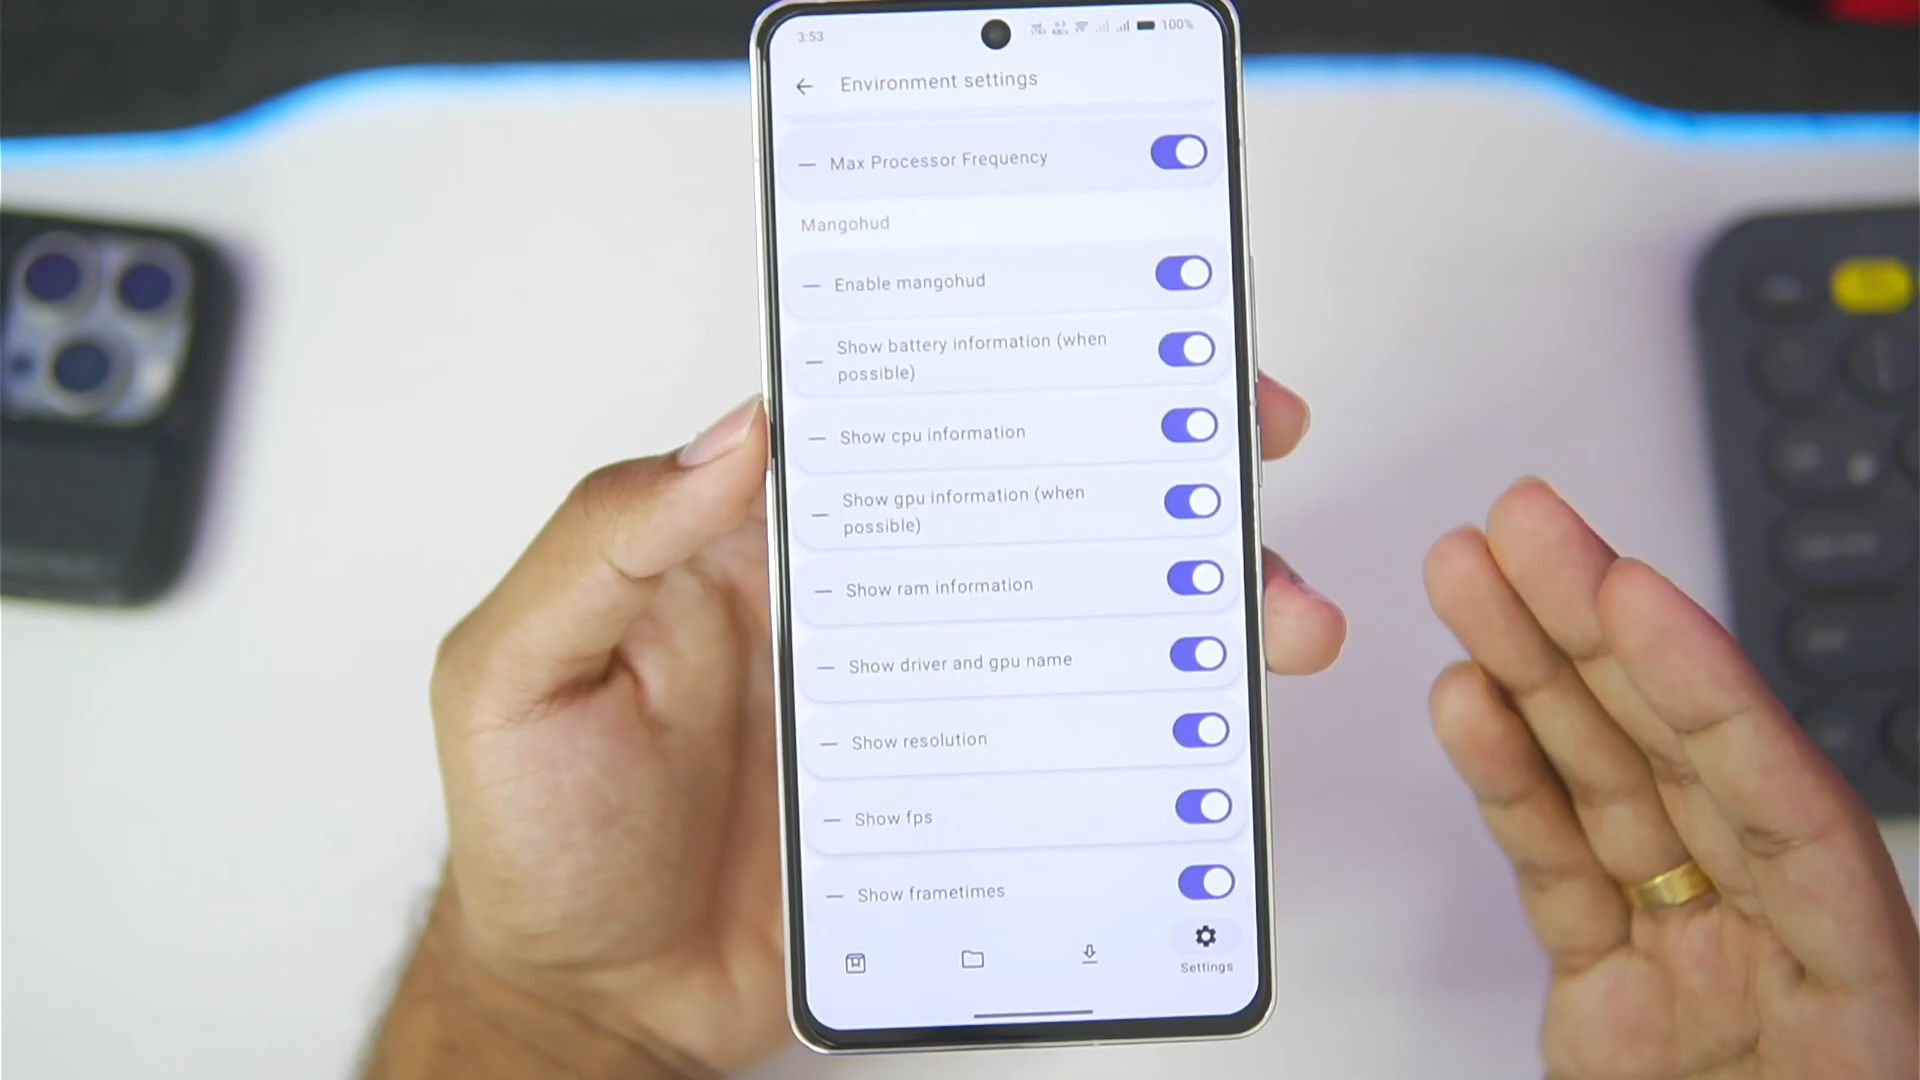 3:53
100%
Environment settings
Max Processor Frequency
Mangohud
Enable mangohud
Show battery information (when
possible)
Show cpu information
Show gpu information (when
possible)
Show ram information
Show driver and gpu name
Show resolution
Show fps
Show frametimes
Settings